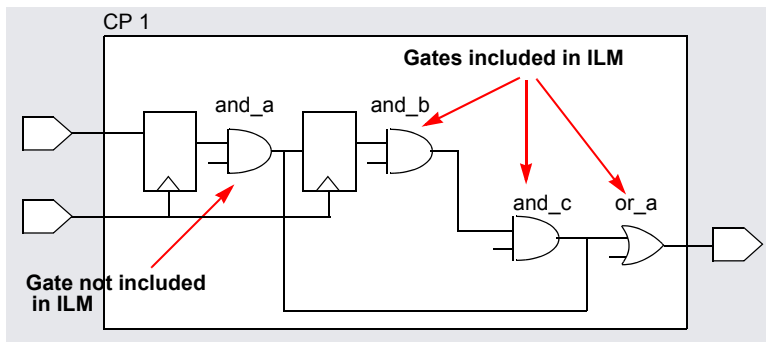 CP 1
Gates included in ILM
and_a
and_b
and_c
or_a
Gate not included
in ILM